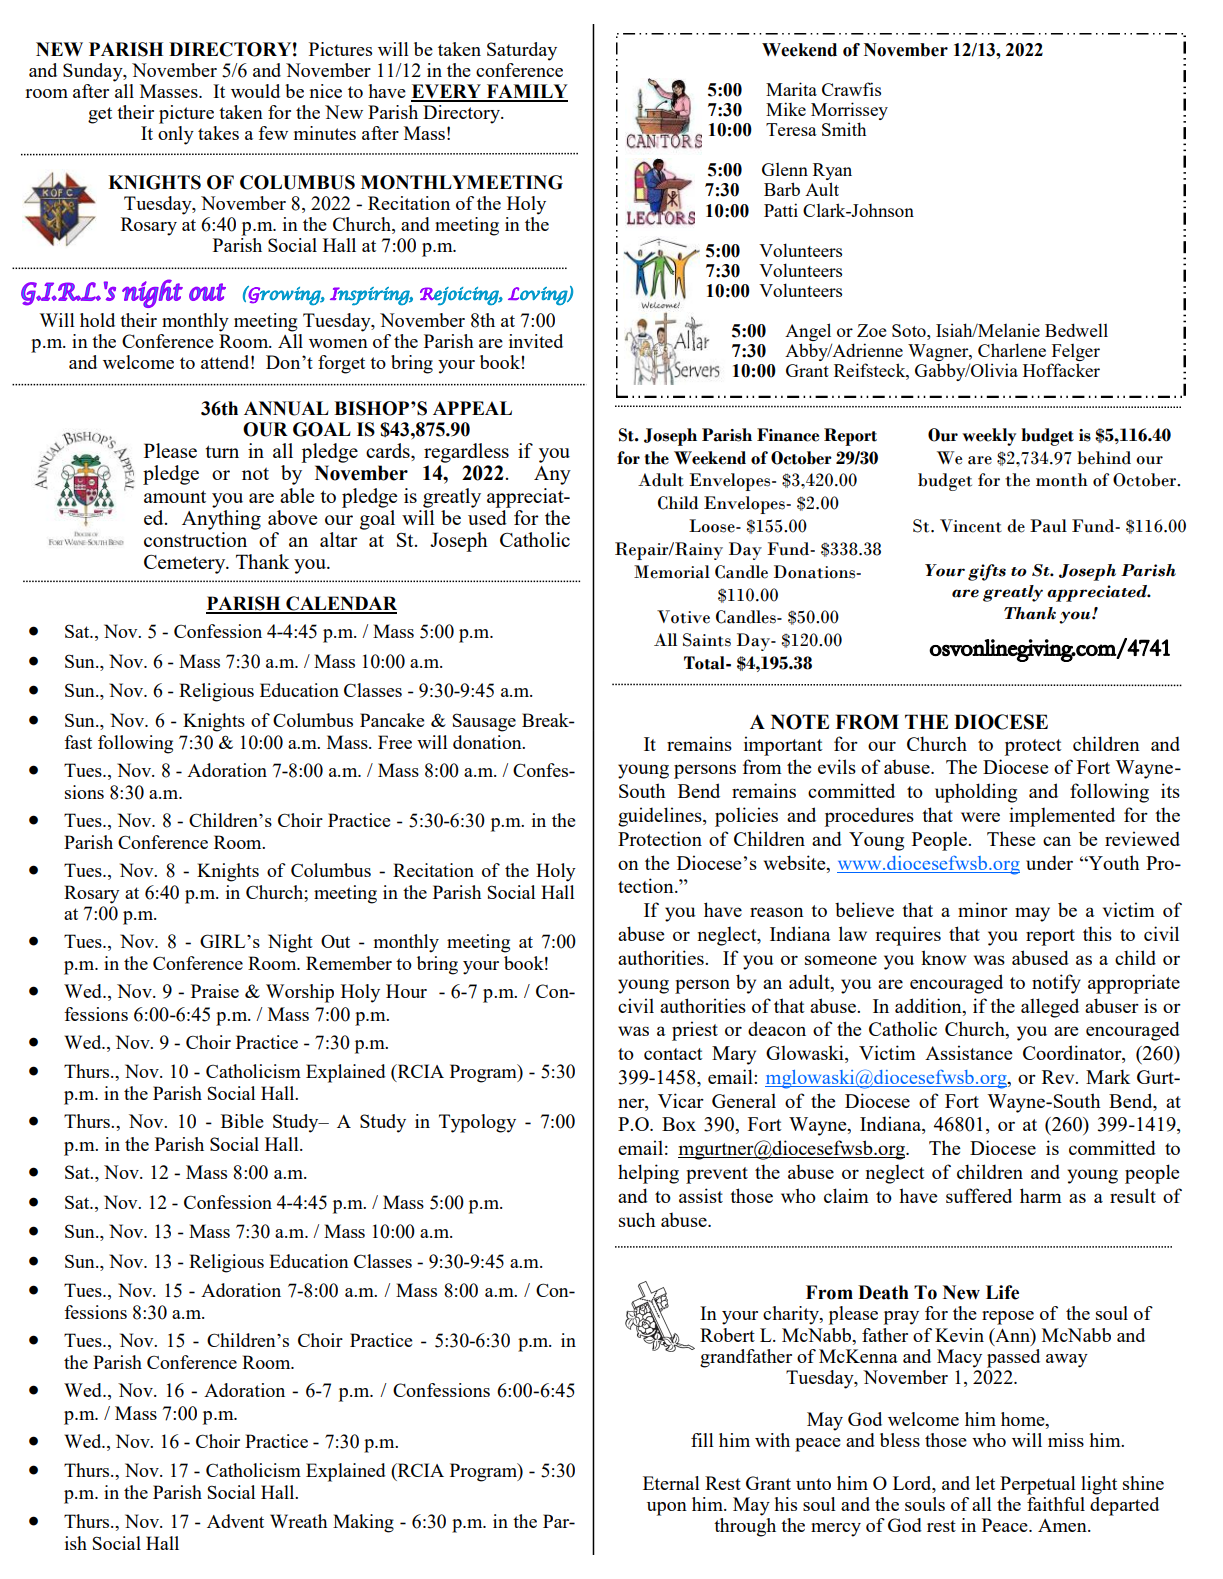 NEW PARISH DIRECTORY!  Pictures will be taken Saturday
and Sunday, November 5/6 and November 11/12 in the conference
room after all Masses.  It would be nice to have EVERY FAMILY
get their picture taken for the New Parish Directory.
It only takes a few minutes after Mass!
KOFC
KNIGHTS OF COLUMBUS MONTHLYMEETING
Tuesday, November 8, 2022 - Recitation of the Holy
Rosary at 6:40 p.m. in the Church, and meeting in the
Parish Social Hall at 7:00 p.m.
G.I.R.L.'s night out (Growing, Inspiring, Rejoicing, Loving)
Will hold their monthly meeting Tuesday, November 8th at 7:00
p.m. in the Conference Room. All women of the Parish are invited
and welcome to attend!  Don't forget to bring your book!
36th ANNUAL BISHOP'S APPEAL
OUR GOAL IS $43,875.90
ANNUAL BISHOP'S APPEAL
DIOCESE OF
FORT WAYNE-SOUTH BEND
Please turn in all pledge cards, regardless if you
pledge or not by November 14, 2022. Any
amount you are able to pledge is greatly appreciat-
ed. Anything above our goal will be used for the
construction of an altar at St. Joseph Catholic
Cemetery. Thank you.
PARISH CALENDAR
• Sat., Nov. 5 - Confession 4-4:45 p.m. / Mass 5:00 p.m.
• Sun., Nov. 6 - Mass 7:30 a.m. / Mass 10:00 a.m.
• Sun., Nov. 6 - Religious Education Classes - 9:30-9:45 a.m.
• Sun., Nov. 6 - Knights of Columbus Pancake & Sausage Break-
fast following 7:30 & 10:00 a.m. Mass. Free will donation.
• Tues., Nov. 8 - Adoration 7-8:00 a.m. / Mass 8:00 a.m. / Confes-
sions 8:30 a.m.
• Tues., Nov. 8 - Children's Choir Practice - 5:30-6:30 p.m. in the
Parish Conference Room.
• Tues., Nov. 8 - Knights of Columbus - Recitation of the Holy
Rosary at 6:40 p.m. in Church; meeting in the Parish Social Hall
at 7:00 p.m.
• Tues., Nov. 8 - GIRL's Night Out - monthly meeting at 7:00
p.m. in the Conference Room. Remember to bring your book!
• Wed., Nov. 9 - Praise & Worship Holy Hour  - 6-7 p.m. / Con-
fessions 6:00-6:45 p.m. / Mass 7:00 p.m.
• Wed., Nov. 9 - Choir Practice - 7:30 p.m.
• Thurs., Nov. 10 - Catholicism Explained (RCIA Program) - 5:30
p.m. in the Parish Social Hall.
• Thurs., Nov. 10 - Bible Study– A Study in Typology - 7:00
p.m. in the Parish Social Hall.
• Sat., Nov. 12 - Mass 8:00 a.m.
• Sat., Nov. 12 - Confession 4-4:45 p.m. / Mass 5:00 p.m.
• Sun., Nov. 13 - Mass 7:30 a.m. / Mass 10:00 a.m.
• Sun., Nov. 13 - Religious Education Classes - 9:30-9:45 a.m.
• Tues., Nov. 15 - Adoration 7-8:00 a.m. / Mass 8:00 a.m. / Con-
fessions 8:30 a.m.
• Tues., Nov. 15 - Children's Choir Practice - 5:30-6:30 p.m. in
the Parish Conference Room.
• Wed., Nov. 16 - Adoration - 6-7 p.m. / Confessions 6:00-6:45
p.m. / Mass 7:00 p.m.
• Wed., Nov. 16 - Choir Practice - 7:30 p.m.
• Thurs., Nov. 17 - Catholicism Explained (RCIA Program) - 5:30
p.m. in the Parish Social Hall.
• Thurs., Nov. 17 - Advent Wreath Making - 6:30 p.m. in the Par-
ish Social Hall
Weekend of November 12/13, 2022
CANTORS
5:00 Marita Crawfis
7:30 Mike Morrissey
10:00 Teresa Smith
LECTORS
5:00 Glenn Ryan
7:30 Barb Ault
10:00 Patti Clark-Johnson
Welcome!
5:00 Volunteers
7:30 Volunteers
10:00 Volunteers
Altar
Servers
5:00 Angel or Zoe Soto, Isiah/Melanie Bedwell
7:30 Abby/Adrienne Wagner, Charlene Felger
10:00 Grant Reifsteck, Gabby/Olivia Hoffacker
St. Joseph Parish Finance Report
for the Weekend of October 29/30
Adult Envelopes- $3,420.00
Child Envelopes- $2.00
Loose- $155.00
Repair/Rainy Day Fund- $338.38
Memorial Candle Donations-
$110.00
Votive Candles- $50.00
All Saints Day- $120.00
Total- $4,195.38
Our weekly budget is $5,116.40
We are $2,734.97 behind our
budget for the month of October.
St. Vincent de Paul Fund- $116.00
Your gifts to St. Joseph Parish
are greatly appreciated.
Thank you!
osvonlinegiving.com/4741
A NOTE FROM THE DIOCESE
It remains important for our Church to protect children and
young persons from the evils of abuse.  The Diocese of Fort Wayne-
South Bend remains committed to upholding and following its
guidelines, policies and procedures that were implemented for the
Protection of Children and Young People.  These can be reviewed
on the Diocese's website, www.diocesefwsb.org under “Youth Pro-
tection.”
If you have reason to believe that a minor may be a victim of
abuse or neglect, Indiana law requires that you report this to civil
authorities.  If you or someone you know was abused as a child or
young person by an adult, you are encouraged to notify appropriate
civil authorities of that abuse.  In addition, if the alleged abuser is or
was a priest or deacon of the Catholic Church, you are encouraged
to contact Mary Glowaski, Victim Assistance Coordinator, (260)
399-1458, email: mglowaski@diocesefwsb.org, or Rev. Mark Gurt-
ner, Vicar General of the Diocese of Fort Wayne-South Bend, at
P.O. Box 390, Fort Wayne, Indiana, 46801, or at (260) 399-1419,
email: mgurtner@diocesefwsb.org.  The Diocese is committed to
helping prevent the abuse or neglect of children and young people
and to assist those who claim to have suffered harm as a result of
such abuse.
From Death To New Life
In your charity, please pray for the repose of  the soul of
Robert L. McNabb, father of Kevin (Ann) McNabb and
grandfather of McKenna and Macy passed away
Tuesday, November 1, 2022.
May God welcome him home,
fill him with peace and bless those who will miss him.
Eternal Rest Grant unto him O Lord, and let Perpetual light shine
upon him. May his soul and the souls of all the faithful departed
through the mercy of God rest in Peace. Amen.